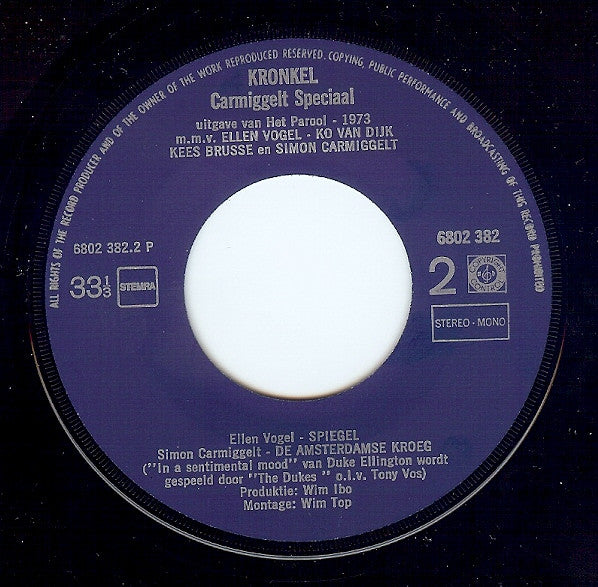 ALL RIGHTS OF THE RECORD PRODUCER AND OF THE OWNER OF THE WORK REPRODUCED RESERVED. COPYING, PUBLIC PERFORMANCE AND BROADCASTING OF THIS RECORD PROHIBITED
KRONKEL
Carmiggelt Speciaal
uitgave van Het Parool - 1973
m.m.v. ELLEN VOGEL - KO VAN DIJK
KEES BRUSSE en SIMON CARMIGGELT
6802 382.2 P
6802 382
33⅓
STEMRA
2
COPYRIGHT CONTROL
STEREO - MONO
Ellen Vogel - SPIEGEL
Simon Carmiggelt - DE AMSTERDAMSE KROEG
(''In a sentimental mood'' van Duke Ellington wordt
gespeeld door ''The Dukes '' o.l.v. Tony Vos)
Produktie: Wim Ibo
Montage: Wim Top